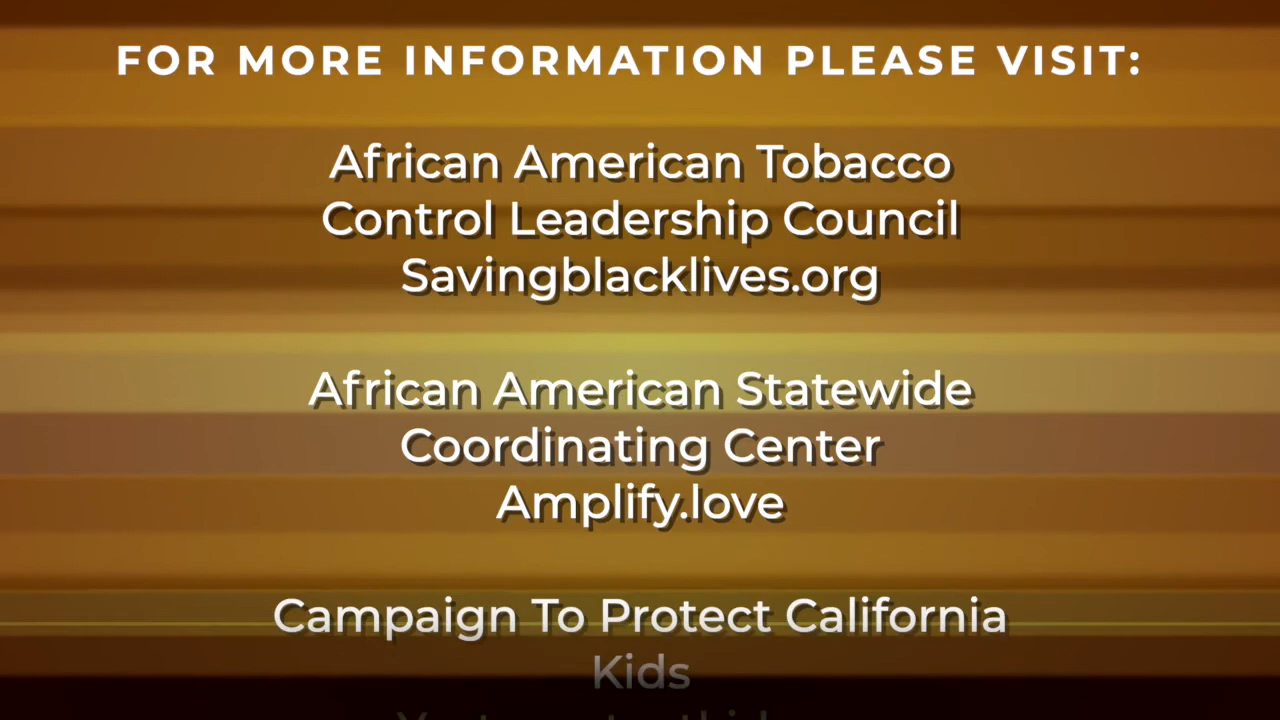 FOR MORE INFORMATION PLEASE VISIT:
African American Tobacco
Control Leadership Council
Savingblacklives.org
African American Statewide
Coordinating Center
Amplify.love
Campaign To Protect California
Kids